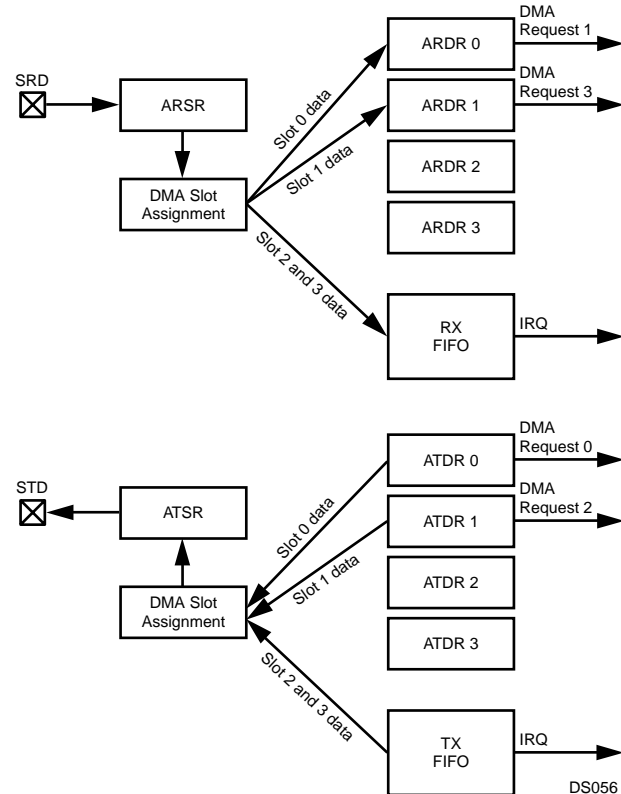 DMA
Request 1
ARDR 0
SRD
DMA
Request 3
ARSR
ARDR 1
Slot 0 data
Slot 1 data
ARDR 2
DMA Slot
Assignment
ARDR 3
Slot 2 and 3 data
RX
FIFO
IRQ
DMA
Request 0
ATDR 0
STD
DMA
Request 2
ATSR
ATDR 1
Slot 0 data
Slot 1 data
ATDR 2
DMA Slot
Assignment
ATDR 3
Slot 2 and 3 data
TX
FIFO
IRQ
DS056